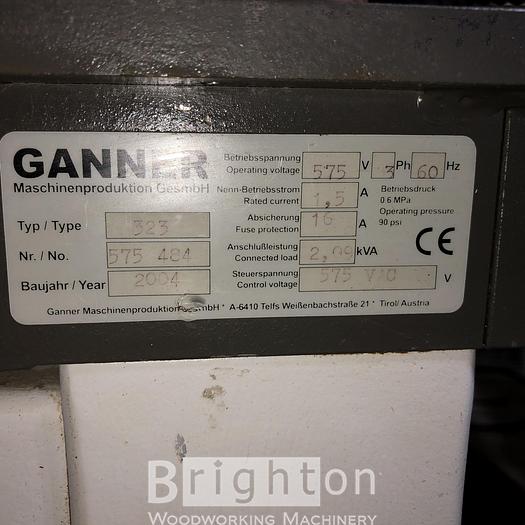 GANNER
Maschinenproduktion GesmbH
Typ / Type 323
Nr. / No. 575 484
Baujahr / Year 2004
Betriebsspannung
Operating voltage 575 V 3 Ph 60 Hz
Nenn-Betriebsstrom
Rated current 1,5 A
Betriebsdruck
0.6 MPa
Operating pressure
90 psi
Absicherung
Fuse protection 16 A
Anschlußleistung
Connected load 2,09 kVA
Steuerspannung
Control voltage 575 VAC V
CE
Ganner Maschinenproduktion GesmbH * A-6410 Telfs Weißenbachstraße 21 * Tirol/ Austria
Brighton
WOODWORKING MACHINERY